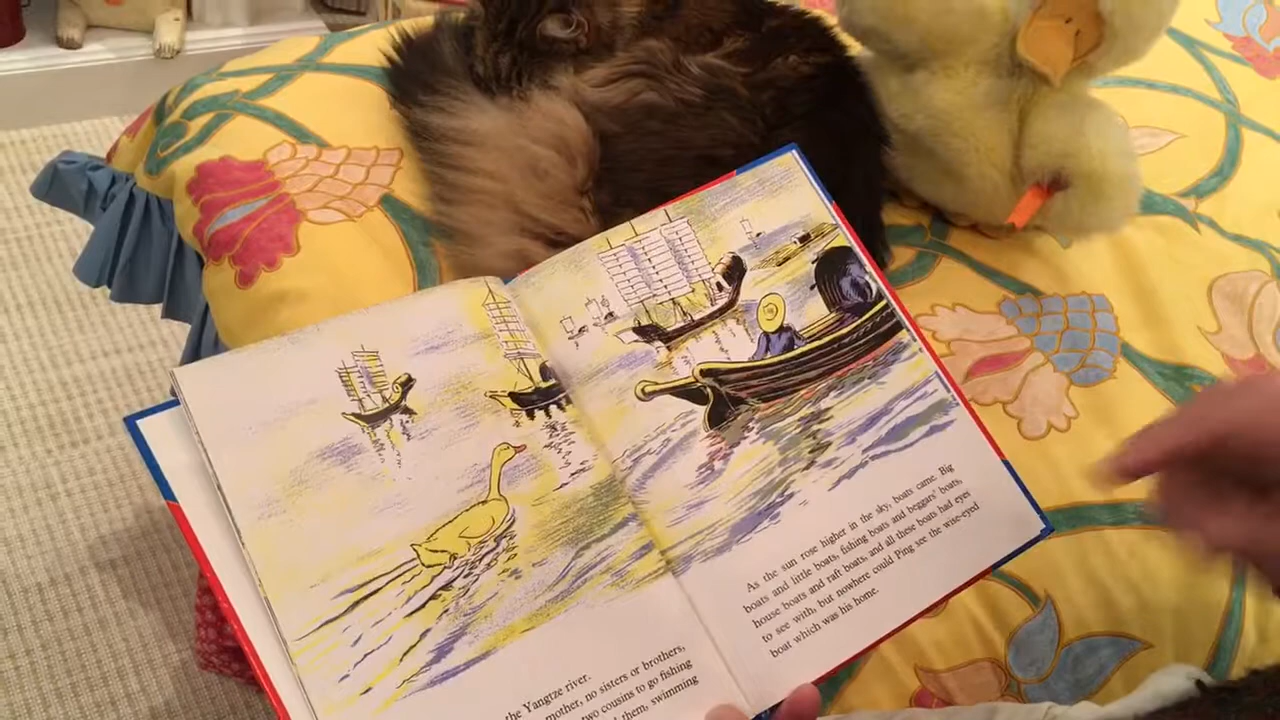 the Yangtze river.
mother, no sisters or brothers,
two cousins to go fishing
them, swimming
As the sun rose higher in the sky, boats came. Big
boats and little boats, fishing boats and beggars' boats,
house boats and raft boats, and all these boats had eyes
to see with, but nowhere could Ping see the wise-eyed
boat which was his home.